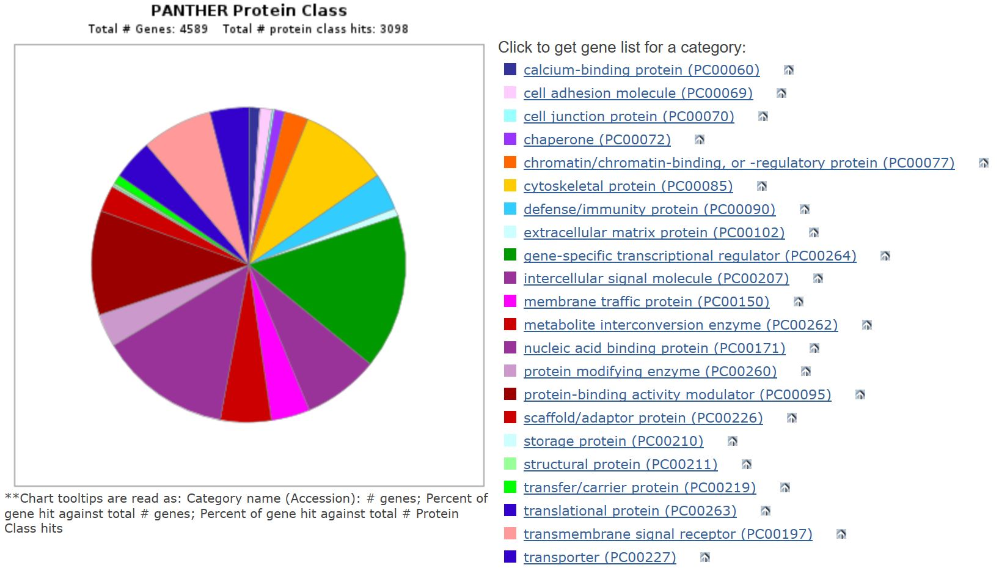 PANTHER Protein Class
Total # Genes: 4589 Total # protein class hits: 3098
Click to get gene list for a category:
calcium-binding protein (PC00060)
cell adhesion molecule (PC00069)
cell junction protein (PC00070)
chaperone (PC00072)
chromatin/chromatin-binding, or -regulatory protein (PC00077)
cytoskeletal protein (PC00085)
defense/immunity protein (PC00090)
extracellular matrix protein (PC00102)
gene-specific transcriptional regulator (PC00264)
intercellular signal molecule (PC00207)
membrane traffic protein (PC00150)
metabolite interconversion enzyme (PC00262)
nucleic acid binding protein (PC00171)
protein modifying enzyme (PC00260)
protein-binding activity modulator (PC00095)
scaffold/adaptor protein (PC00226)
storage protein (PC00210)
structural protein (PC00211)
transfer/carrier protein (PC00219)
translational protein (PC00263)
transmembrane signal receptor (PC00197)
transporter (PC00227)
**Chart tooltips are read as: Category name (Accession): # genes; Percent of
gene hit against total # genes; Percent of gene hit against total # Protein
Class hits